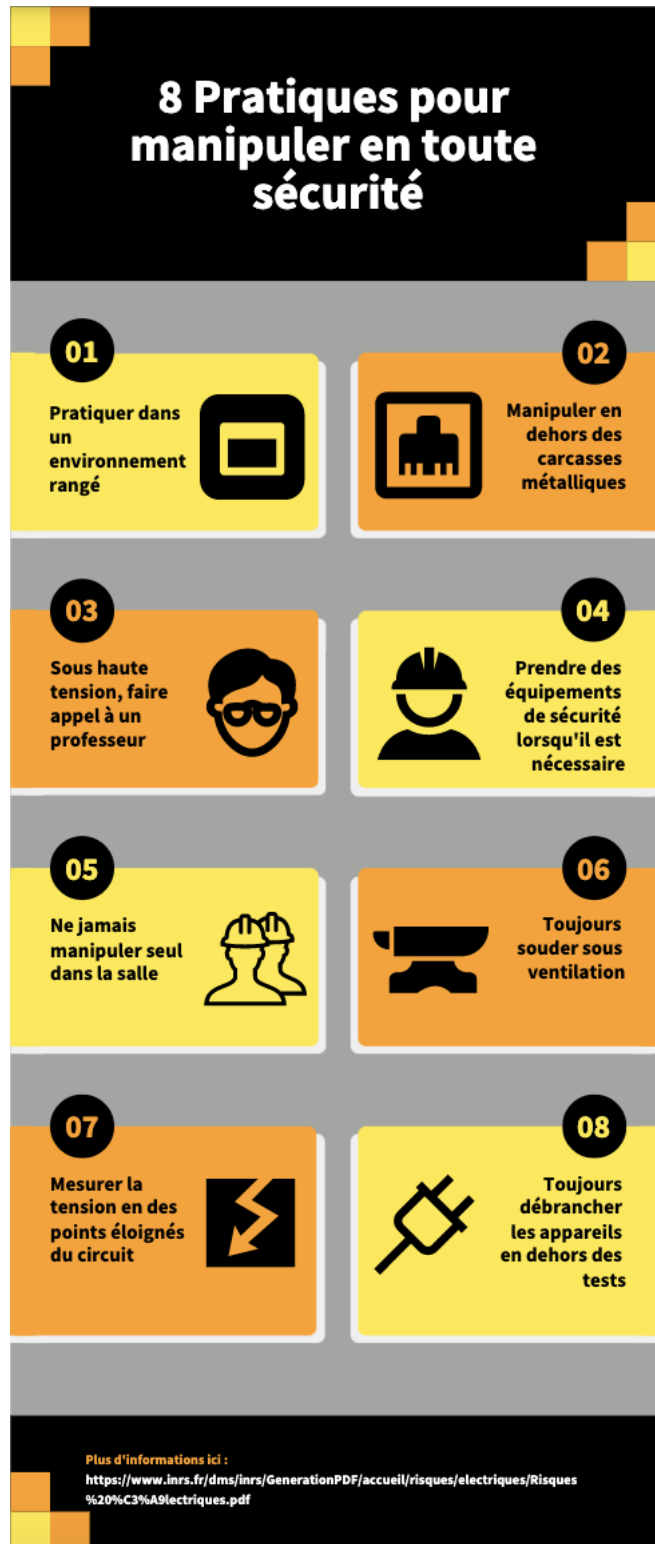 8 Pratiques pour
manipuler en toute
sécurité
01
Pratiquer dans
un
environnement
rangé
02
Manipuler en
dehors des
carcasses
métalliques
03
Sous haute
tension, faire
appel à un
professeur
04
Prendre des
équipements
de sécurité
lorsqu'il est
nécessaire
05
Ne jamais
manipuler seul
dans la salle
06
Toujours
souder sous
ventilation
07
Mesurer la
tension en des
points éloignés
du circuit
08
Toujours
débrancher
les appareils
en dehors des
tests
Plus d'informations ici :
https://www.inrs.fr/dms/inrs/GenerationPDF/accueil/risques/electriques/Risques
%20%C3%A9lectriques.pdf